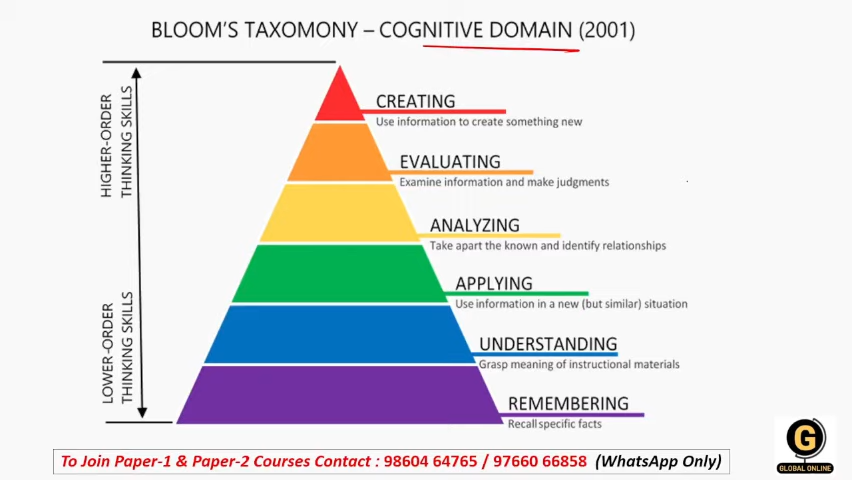 BLOOM'S TAXOMONY – COGNITIVE DOMAIN (2001)
HIGHER-ORDER
THINKING SKILLS
LOWER-ORDER
THINKING SKILLS
CREATING
Use information to create something new
EVALUATING
Examine information and make judgments
ANALYZING
Take apart the known and identify relationships
APPLYING
Use information in a new (but similar) situation
UNDERSTANDING
Grasp meaning of instructional materials
REMEMBERING
Recall specific facts
To Join Paper-1 & Paper-2 Courses Contact : 98604 64765 / 97660 66858 (WhatsApp Only)
G
GLOBAL ONLINE